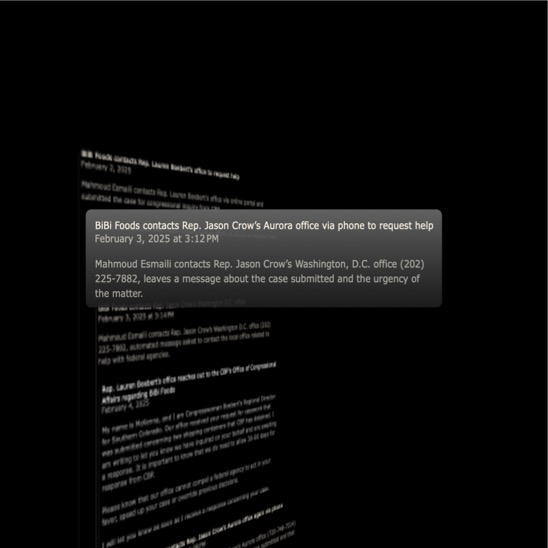 BiBi Foods contacts Rep. Lauren Boebert's office to request help
February 2, 2025
Mahmoud Esmaili contacts Rep. Lauren Boebert's office via online portal and
submitted the case for congressional inquiry from CBP.
BiBi Foods contacts Rep. Jason Crow's Aurora office via phone to request help
February 3, 2025 at 3:12 PM
Mahmoud Esmaili contacts Rep. Jason Crow's Washington, D.C. office (202)
225-7882, leaves a message about the case submitted and the urgency of
the matter.
February 3, 2025 at 3:14 PM
Mahmoud Esmaili contacts Rep. Jason Crow's Washington D.C. office (202)
225-7882, automated message asked to contact the local office related to
help with federal agencies.
Rep. Lauren Boebert's office reaches out to the CBP's Office of Congressional
Affairs regarding BiBi Foods
February 4, 2025
My name is McKenna, and I am Congresswoman Boebert's Regional Director
for Southern Colorado. Our office received your request for casework that
was submitted concerning two shipping containers that CBP has detained. I
am writing to let you know we have inquired on your behalf and are awaiting
a response. It is important to know that we do need to allow 30-60 days for
response from CBP.
Please know that our office cannot compel a federal agency to act in your
favor, speed up your case or override previous decisions.
I will let you know as soon as I receive a response concerning your case.
contacts Rep. Jason Crow's Aurora office again via phone